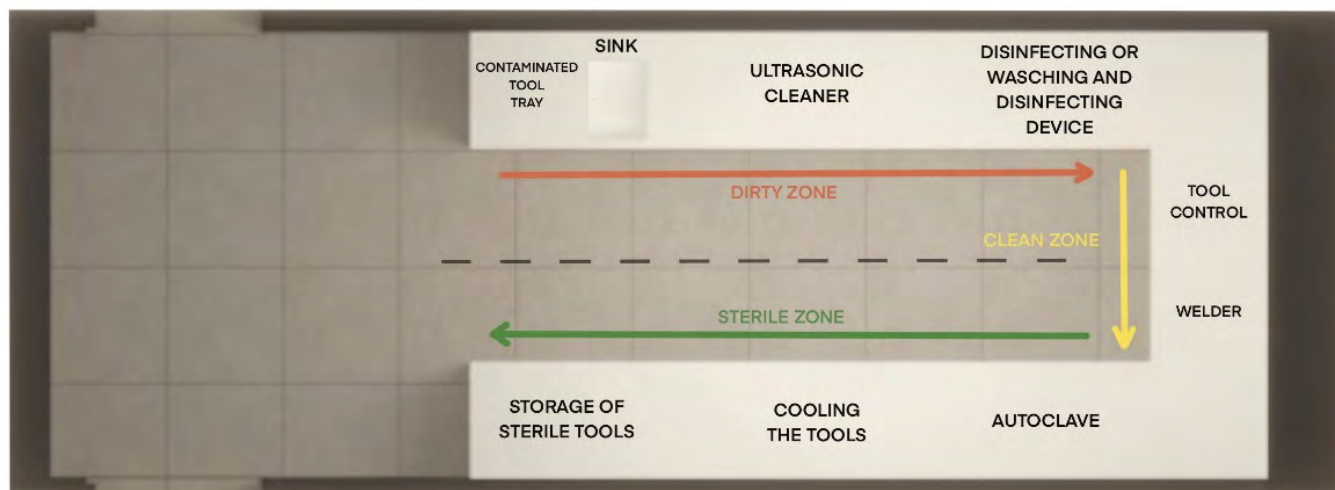 SINK
CONTAMINATED
TOOL
TRAY
ULTRASONIC
CLEANER
DISINFECTING OR
WASCHING AND
DISINFECTING
DEVICE
DIRTY ZONE
TOOL
CONTROL
CLEAN ZONE
STERILE ZONE
WELDER
STORAGE OF
STERILE TOOLS
COOLING
THE TOOLS
AUTOCLAVE